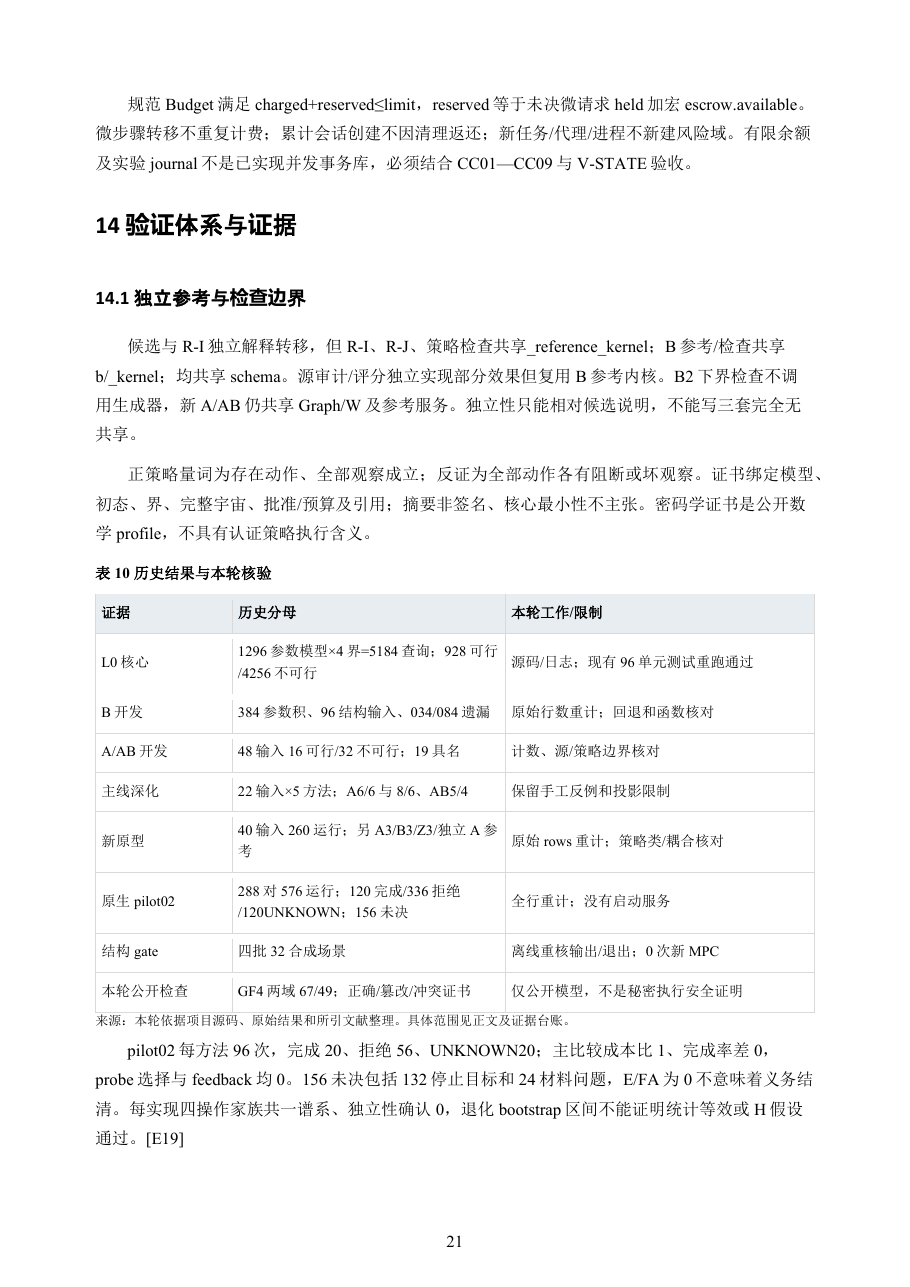 规范 Budget 满足 charged+reserved≤limit，reserved 等于未决微请求 held 加宏 escrow.available。
微步骤转移不重复计费；累计会话创建不因清理返还；新任务/代理/进程不新建风险域。有限余额
及实验 journal 不是已实现并发事务库，必须结合 CC01—CC09 与 V-STATE 验收。
14 验证体系与证据
14.1 独立参考与检查边界
候选与 R-I 独立解释转移，但 R-I、R-J、策略检查共享_reference_kernel；B 参考/检查共享
b/_kernel；均共享 schema。源审计/评分独立实现部分效果但复用 B 参考内核。B2 下界检查不调
用生成器，新 A/AB 仍共享 Graph/W 及参考服务。独立性只能相对候选说明，不能写三套完全无
共享。
正策略量词为存在动作、全部观察成立；反证为全部动作各有阻断或坏观察。证书绑定模型、
初态、界、完整宇宙、批准/预算及引用；摘要非签名、核心最小性不主张。密码学证书是公开数
学 profile，不具有认证策略执行含义。
表 10 历史结果与本轮核验
证据 历史分母 本轮工作/限制
L0 核心 1296 参数模型×4 界=5184 查询；928 可行
/4256 不可行 源码/日志；现有 96 单元测试重跑通过
B 开发 384 参数积、96 结构输入、034/084 遗漏 原始行数重计；回退和函数核对
A/AB 开发 48 输入 16 可行/32 不可行；19 具名 计数、源/策略边界核对
主线深化 22 输入×5 方法；A6/6 与 8/6、AB5/4 保留手工反例和投影限制
新原型 40 输入 260 运行；另 A3/B3/Z3/独立 A 参
考 原始 rows 重计；策略类/耦合核对
原生 pilot02 288 对 576 运行；120 完成/336 拒绝
/120UNKNOWN；156 未决 全行重计；没有启动服务
结构 gate 四批 32 合成场景 离线重核输出/退出；0 次新 MPC
本轮公开检查 GF4 两域 67/49；正确/篡改/冲突证书 仅公开模型，不是秘密执行安全证明
来源：本轮依据项目源码、原始结果和所引文献整理。具体范围见正文及证据台账。
pilot02 每方法 96 次，完成 20、拒绝 56、UNKNOWN20；主比较成本比 1、完成率差 0，
probe 选择与 feedback 均 0。156 未决包括 132 停止目标和 24 材料问题，E/FA 为 0 不意味着义务结
清。每实现四操作家族共一谱系、独立性确认 0，退化 bootstrap 区间不能证明统计等效或 H 假设
通过。[E19]
21